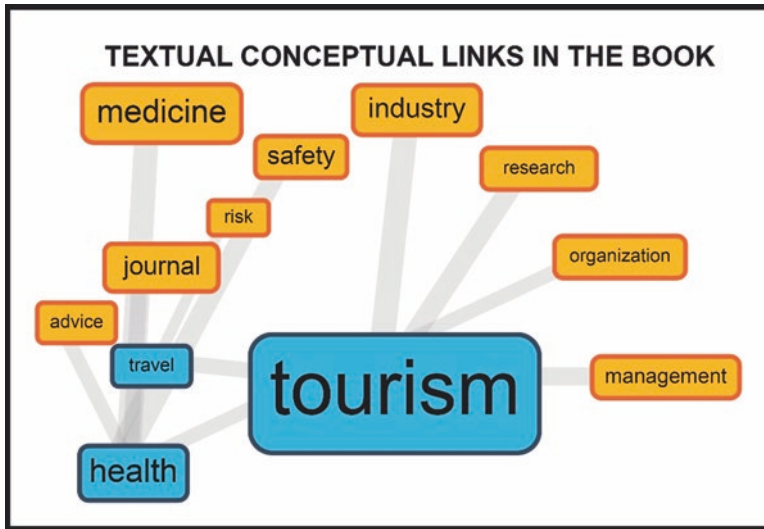 TEXTUAL CONCEPTUAL LINKS IN THE BOOK
medicine
industry
safety
research
risk
journal
organization
advice
travel
tourism
management
health